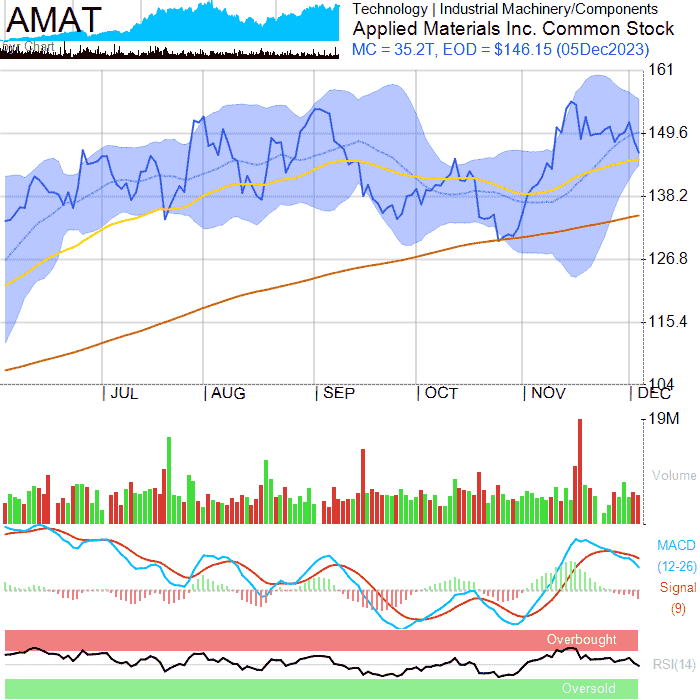 AMAT
Technology | Industrial Machinery/Components
Applied Materials Inc. Common Stock
MC = 35.2T, EOD = $146.15 (05Dec2023)
Chart
161
149.6
138.2
126.8
115.4
104
| JUL | AUG | SEP | OCT | NOV | DEC
19M
Volume
MACD
(12-26)
Signal
(9)
Overbought
RSI(14)
Oversold